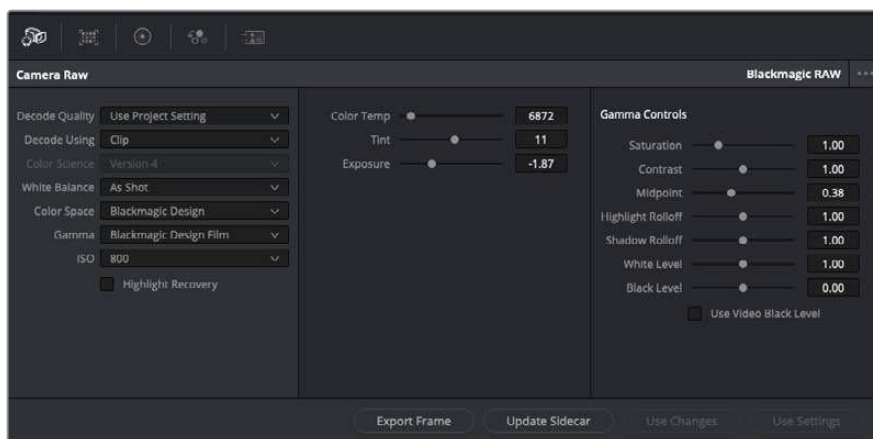 Camera Raw
Blackmagic RAW
Decode Quality Use Project Setting
Decode Using Clip
Color Science Version 4
White Balance As Shot
Color Space Blackmagic Design
Gamma Blackmagic Design Film
ISO 800
Highlight Recovery
Color Temp 6872
Tint 11
Exposure -1.87
Gamma Controls
Saturation 1.00
Contrast 1.00
Midpoint 0.38
Highlight Rolloff 1.00
Shadow Rolloff 1.00
White Level 1.00
Black Level 0.00
Use Video Black Level
Export Frame
Update Sidecar
Use Changes
Use Settings